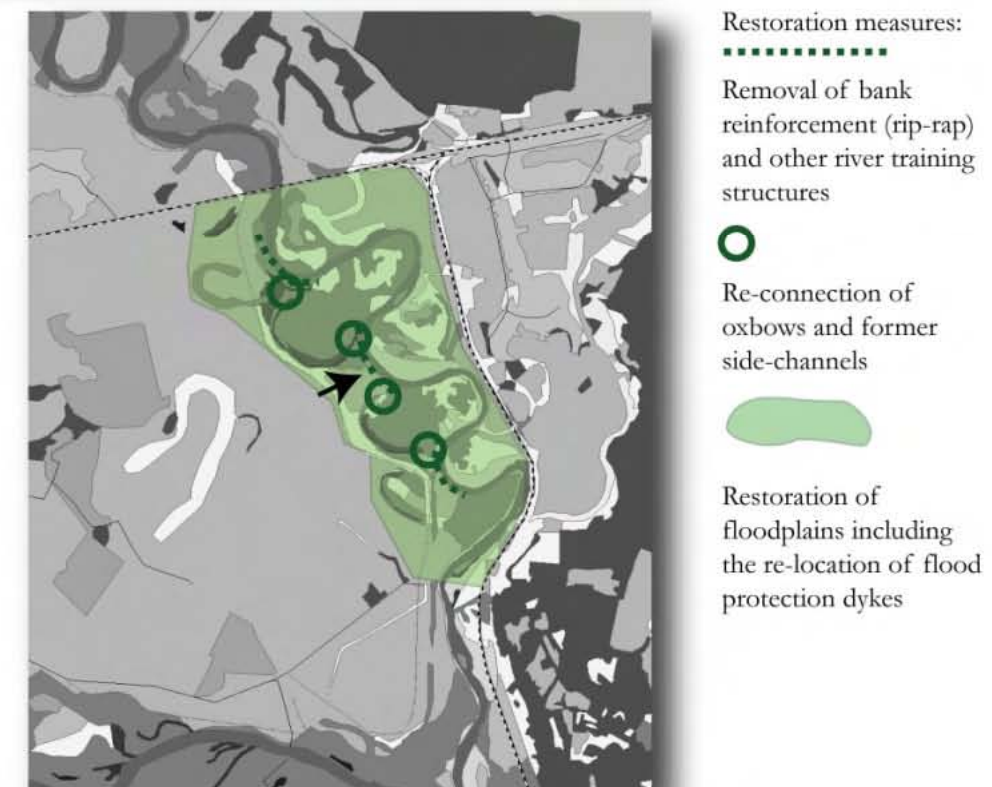 Restoration measures:
Removal of bank
reinforcement (rip-rap)
and other river training
structures
Re-connection of
oxbows and former
side-channels
Restoration of
floodplains including
the re-location of flood
protection dykes